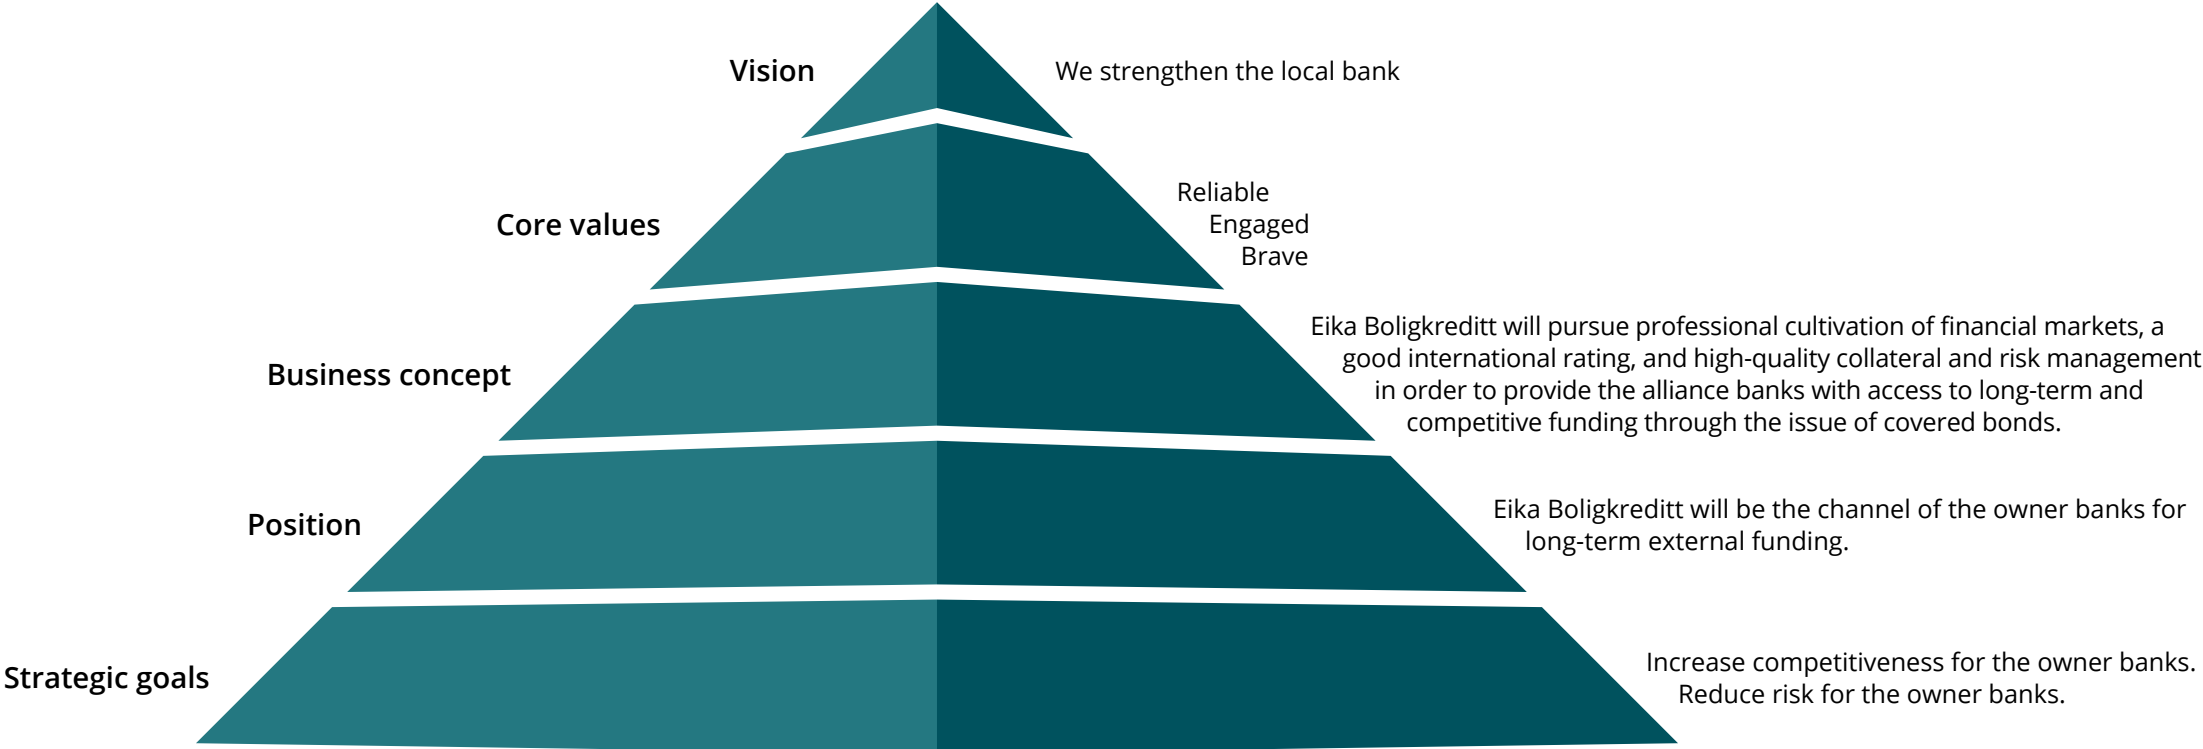 Vision
We strengthen the local bank
Core values
Reliable
Engaged
Brave
Business concept
Eika Boligkreditt will pursue professional cultivation of financial markets, a
good international rating, and high-quality collateral and risk management
in order to provide the alliance banks with access to long-term and
competitive funding through the issue of covered bonds.
Position
Eika Boligkreditt will be the channel of the owner banks for
long-term external funding.
Strategic goals
Increase competitiveness for the owner banks.
Reduce risk for the owner banks.